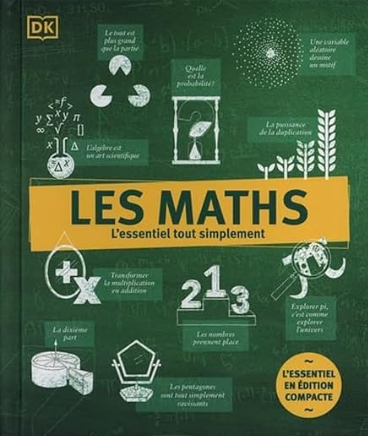 DK
Le tout est
plus grand
que la partie
Une variable
aléatoire
dessine
un motif
Quelle
est la
probabilité?
L'algèbre est
un art scientifique
La puissance
de la duplication
LES MATHS
L'essentiel tout simplement
Transformer
la multiplication
en addition
+
x
1 2 3
Explorer pi,
c'est comme
explorer
l'univers
La dixième
part
Les nombres
prennent place
Les pentagones
sont tout simplement
ravissants
~
L'ESSENTIEL
EN ÉDITION
COMPACTE
~